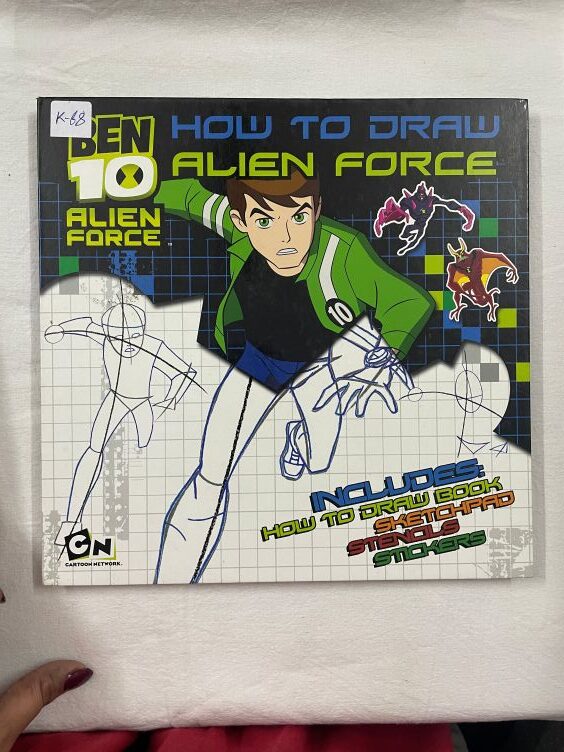 K-68
BEN
10
ALIEN
FORCE
™
HOW TO DRAW
ALIEN FORCE
10
INCLUDES:
HOW TO DRAW BOOK
SKETCHPAD
STENCILS
STICKERS
CN
CARTOON NETWORK.